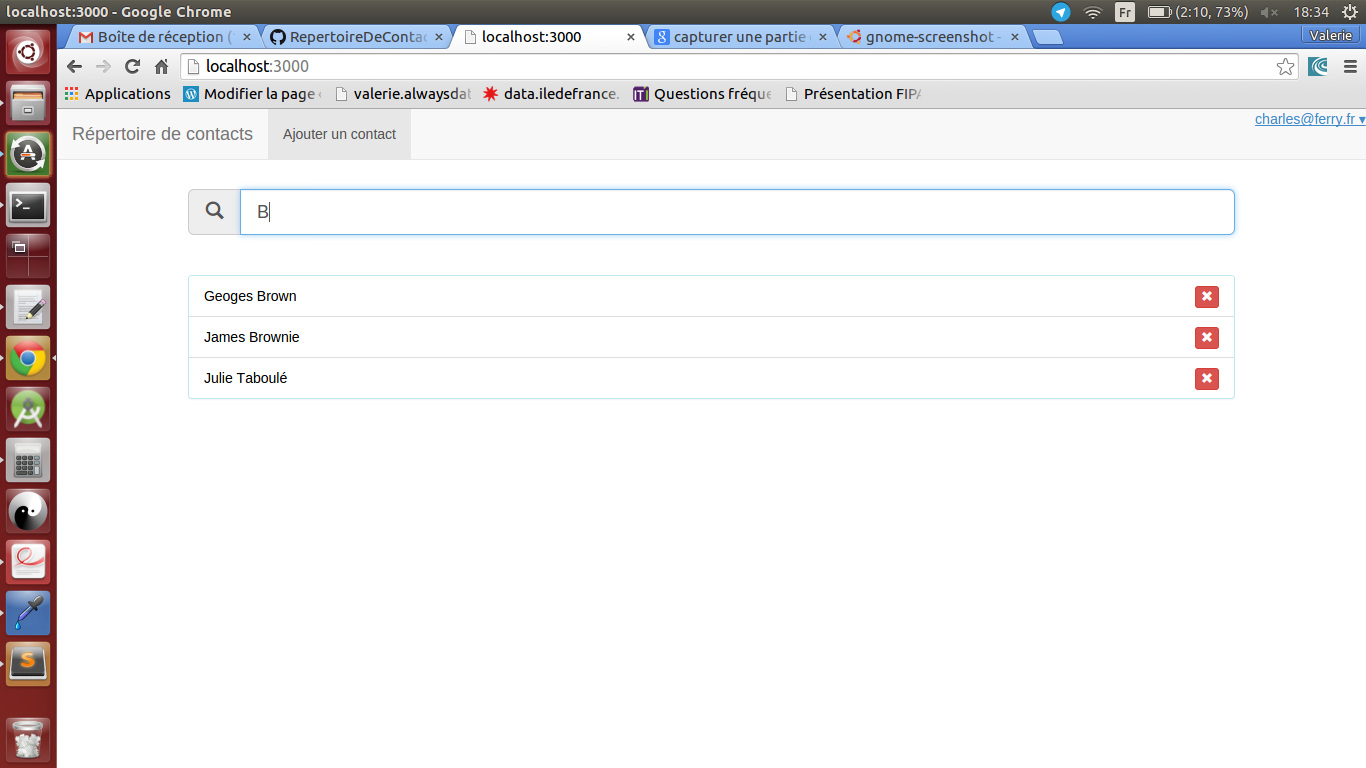 localhost:3000 - Google Chrome
Fr (2:10, 73%) 18:34
Boîte de réception (
RepertoireDeConta
localhost:3000
capturer une partie
gnome-screenshot -
Valerie
localhost:3000
Applications
Modifier la page
valerie.alwaysdat
data.iledefrance.
Questions fréqu
Présentation FIP
Répertoire de contacts
Ajouter un contact
charles@ferry.fr ▾
B
Geoges Brown
James Brownie
Julie Taboulé